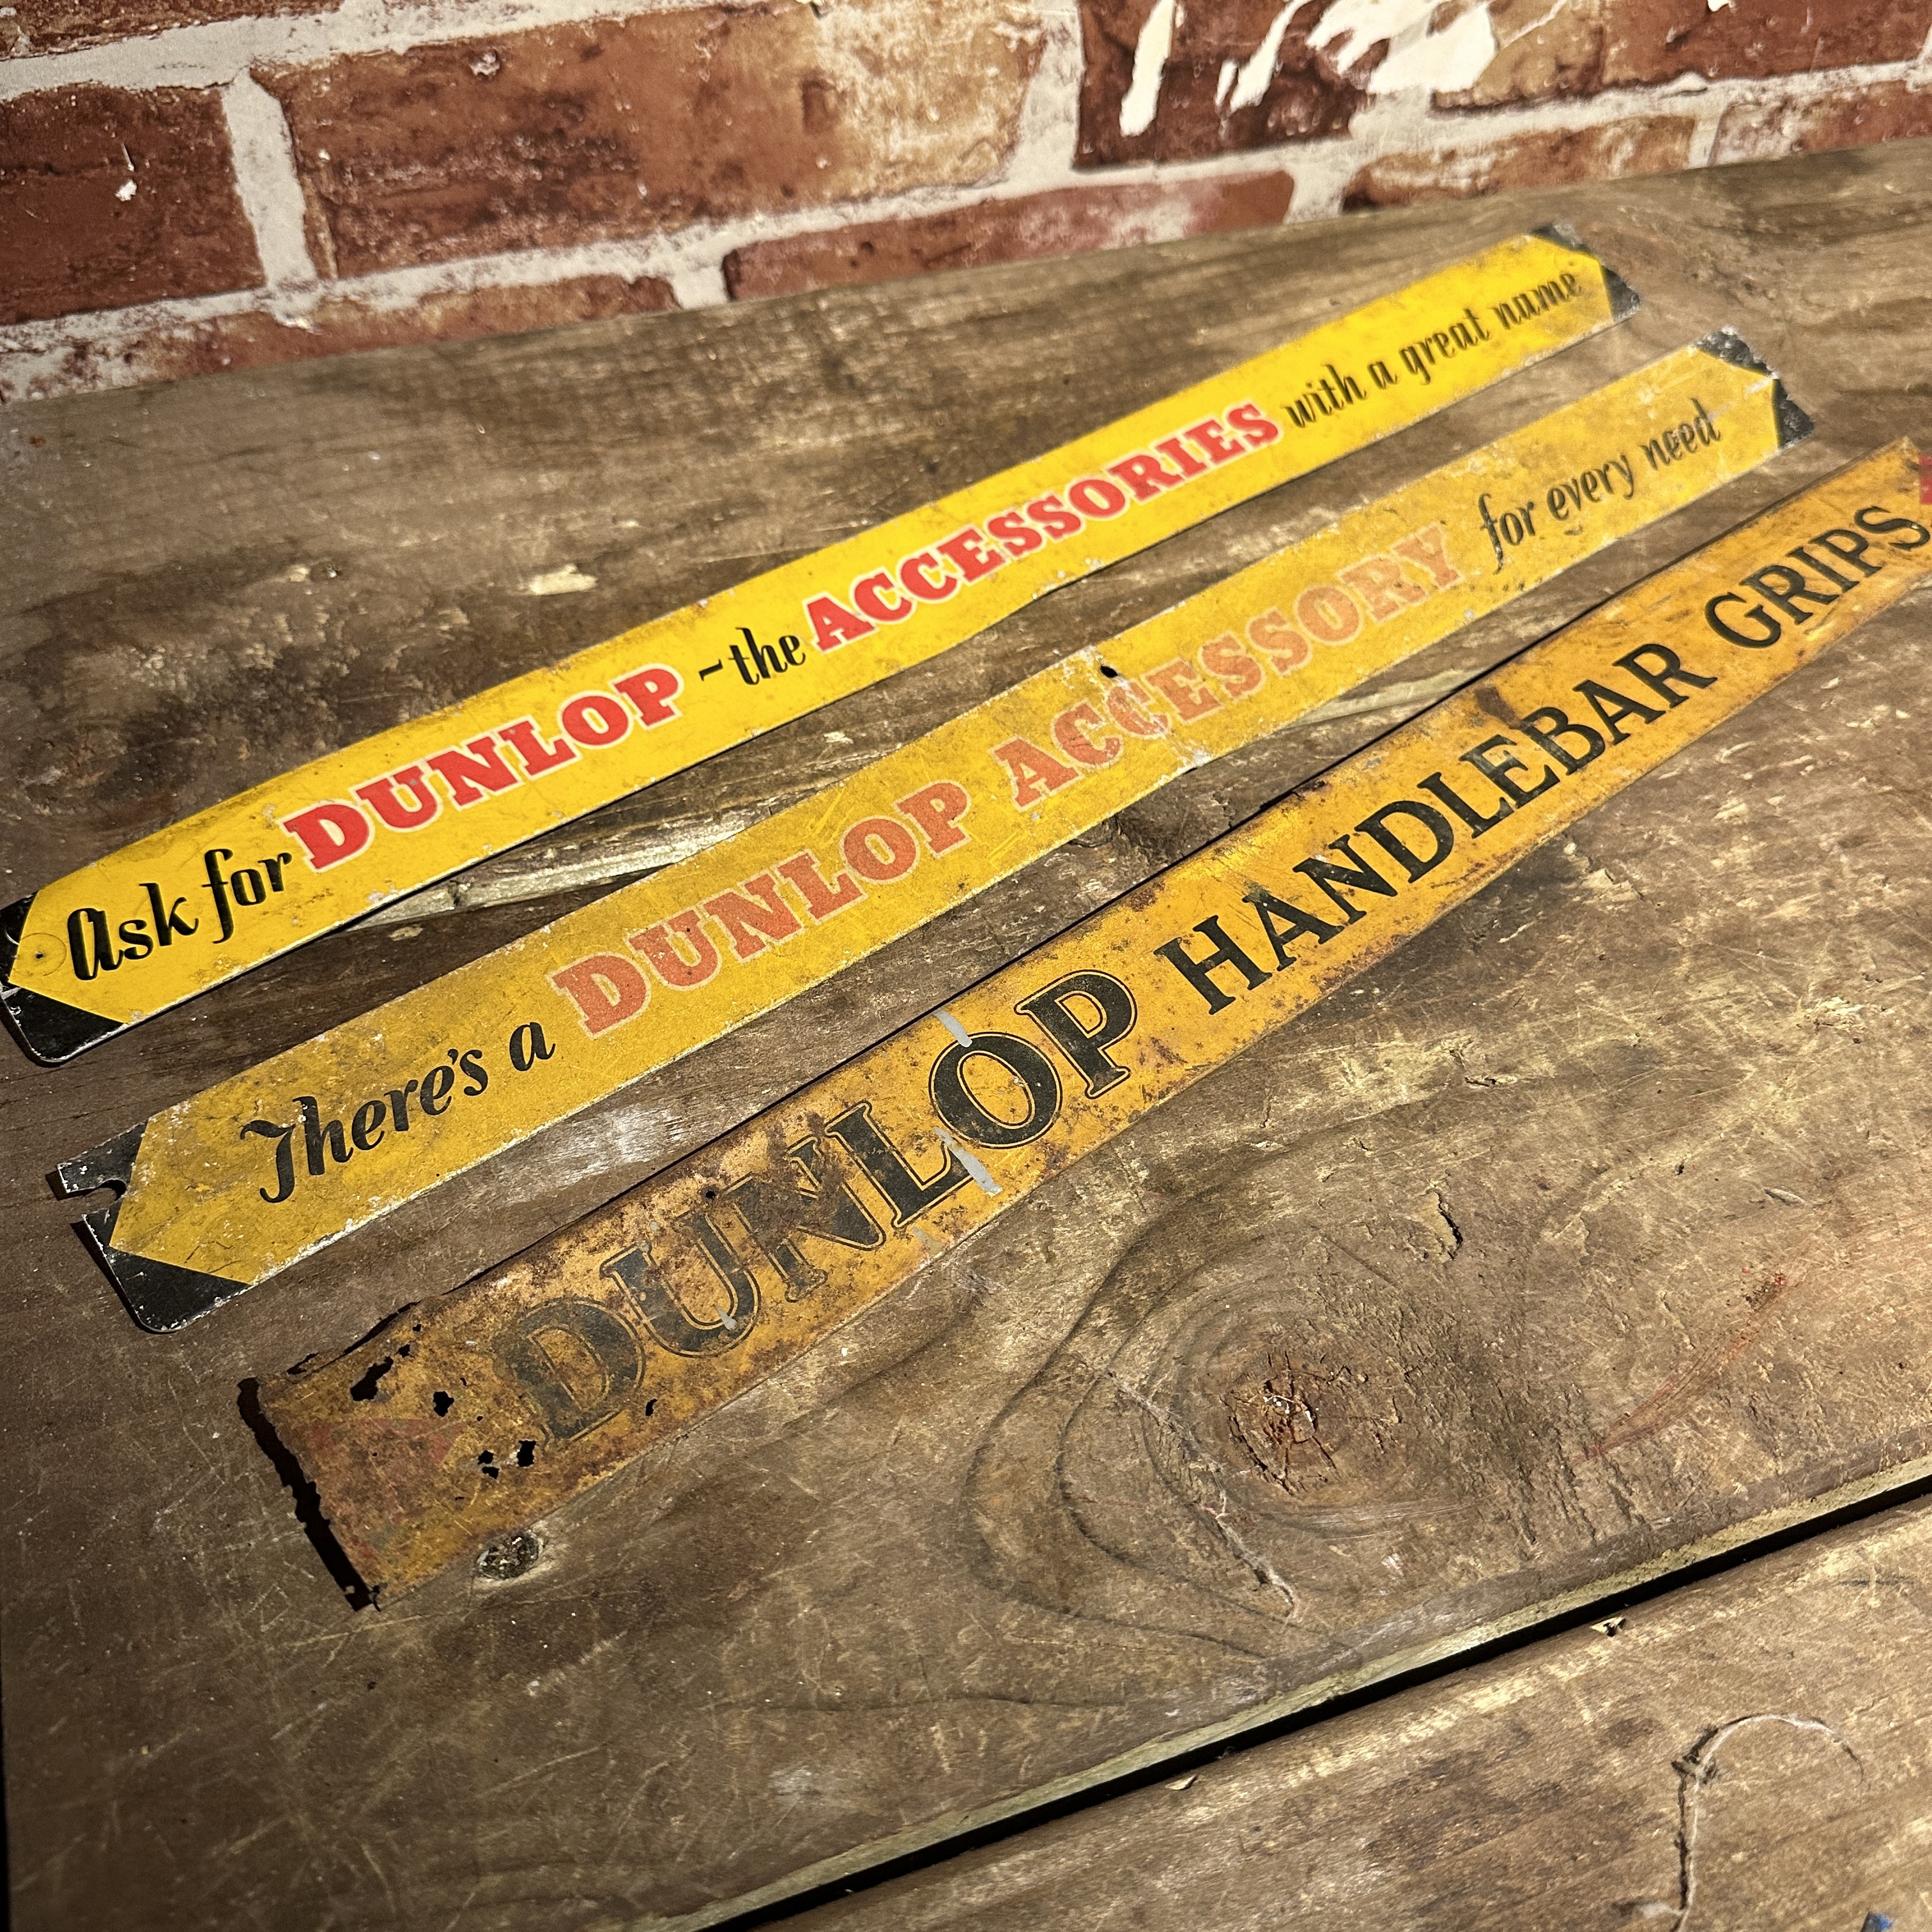 Ask for DUNLOP - the ACCESSORIES with a great name
There's a DUNLOP ACCESSORY for every need
DUNLOP HANDLEBAR GRIPS